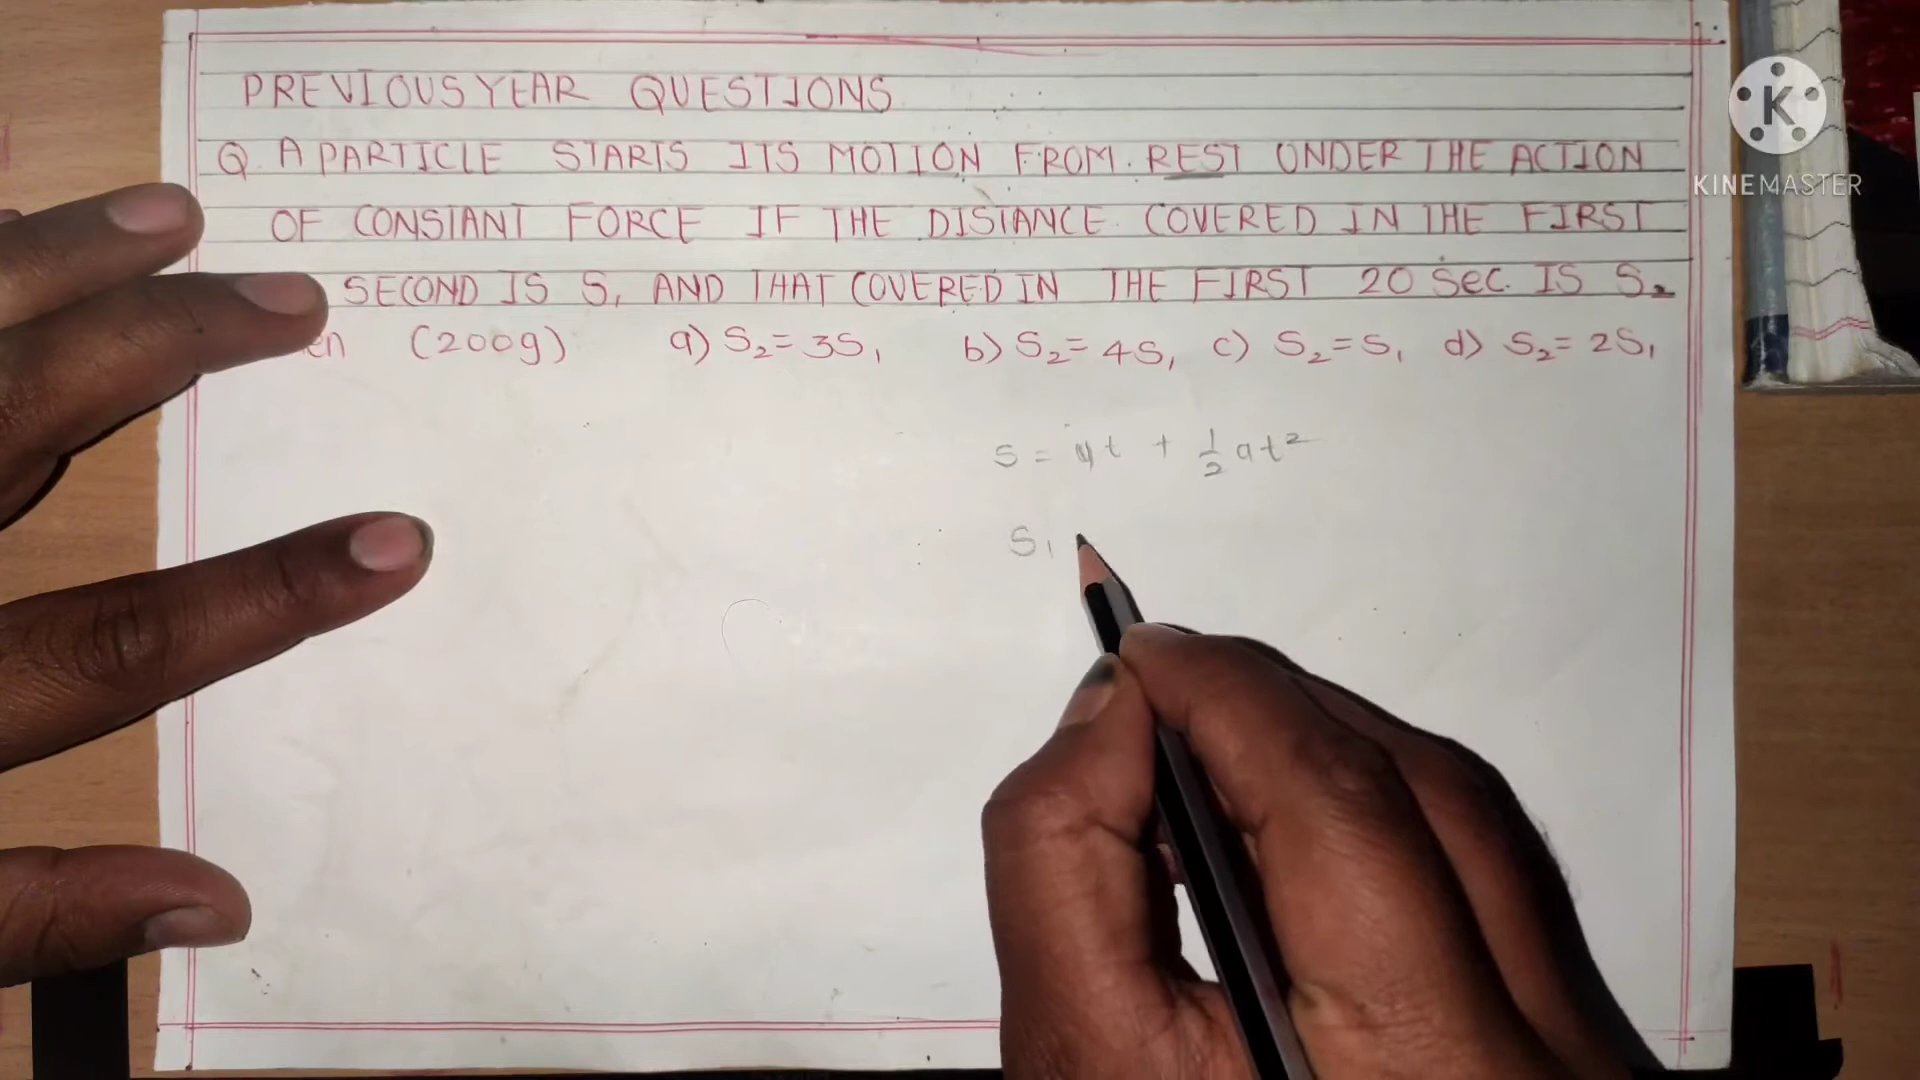 PREVIOUS YEAR QUESTIONS
Q. A PARTICLE STARTS ITS MOTION FROM REST UNDER THE ACTION
OF CONSTANT FORCE IF THE DISTANCE COVERED IN THE FIRST
SECOND IS S₁ AND THAT COVERED IN THE FIRST 20 sec. IS S₂
(2009) a) S₂ = 3S₁ b) S₂ = 4S₁ c) S₂ = S₁ d) S₂ = 2S₁
S = ut + ½at²
S₁
K
KINEMASTER